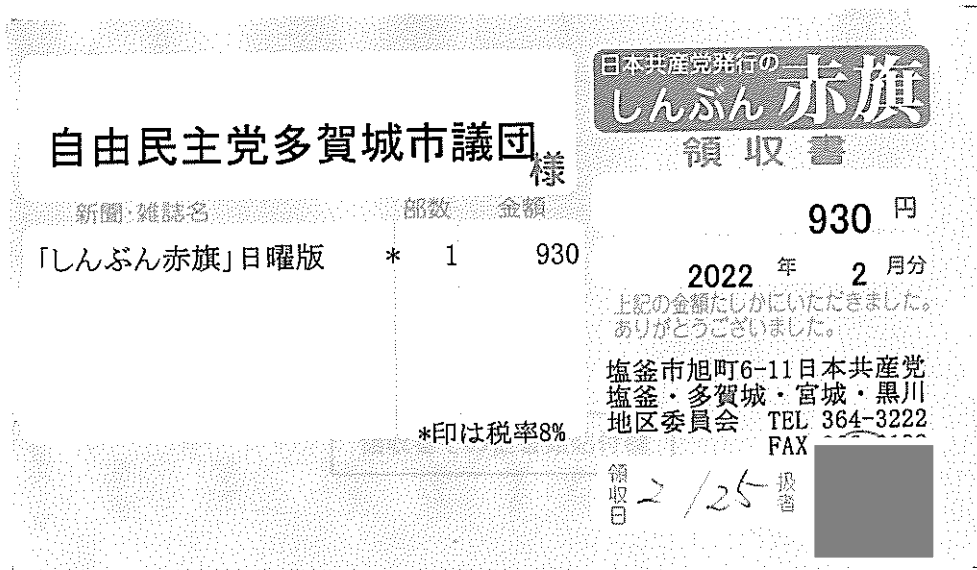 自由民主党多賀城市議団様
新聞・雑誌名 部数 金額
「しんぶん赤旗」日曜版 * 1 930
*印は税率8%
日本共産党発行の
しんぶん赤旗
領収書
930 円
2022 年 2 月分
上記の金額たしかにいただきました。
ありがとうございました。
塩釜市旭町6-11日本共産党
塩釜・多賀城・宮城・黒川
地区委員会 TEL 364-3222
FAX
領収日 2/25 扱者